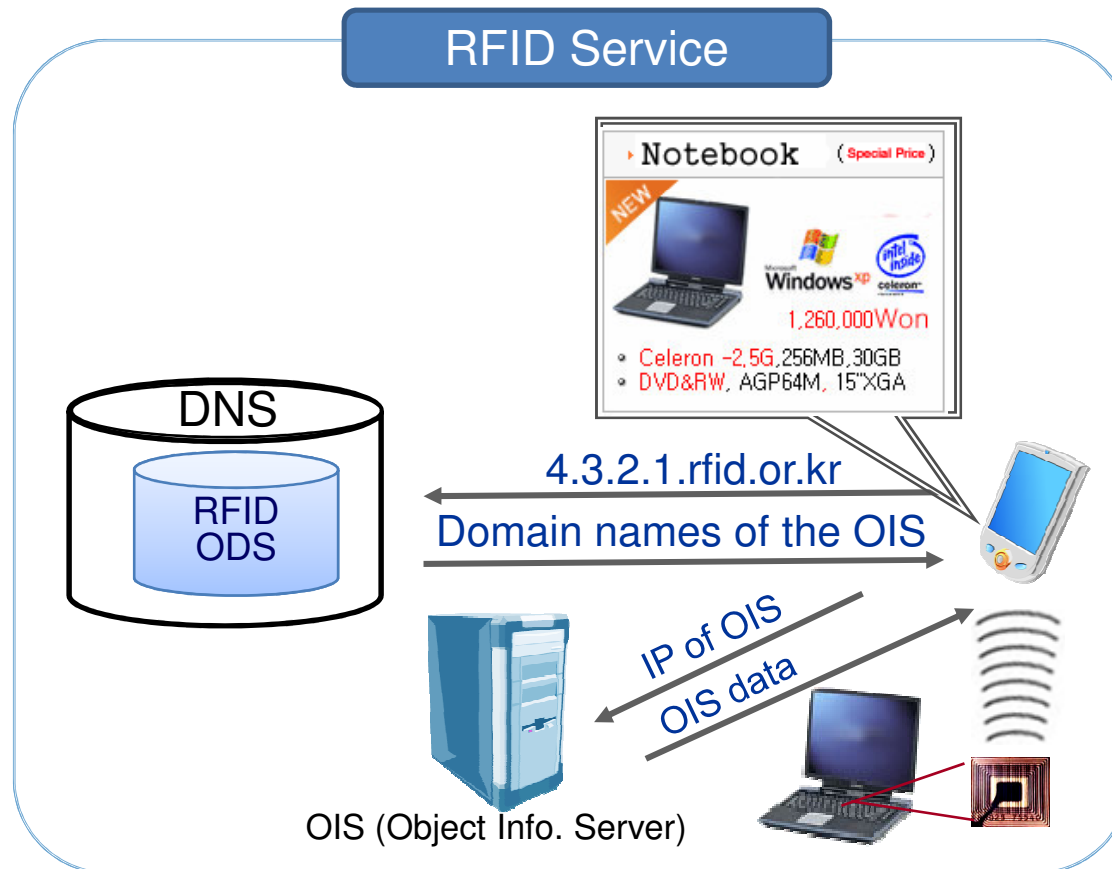 RFID Service
Notebook (Special Price)
NEW
Microsoft
Windows xp
intel
inside
celeron
1,260,000Won
Celeron -2,5G,256MB,30GB
DVD&RW, AGP64M, 15"XGA
DNS
RFID
ODS
4.3.2.1.rfid.or.kr
Domain names of the OIS
IP of OIS
OIS data
OIS (Object Info. Server)